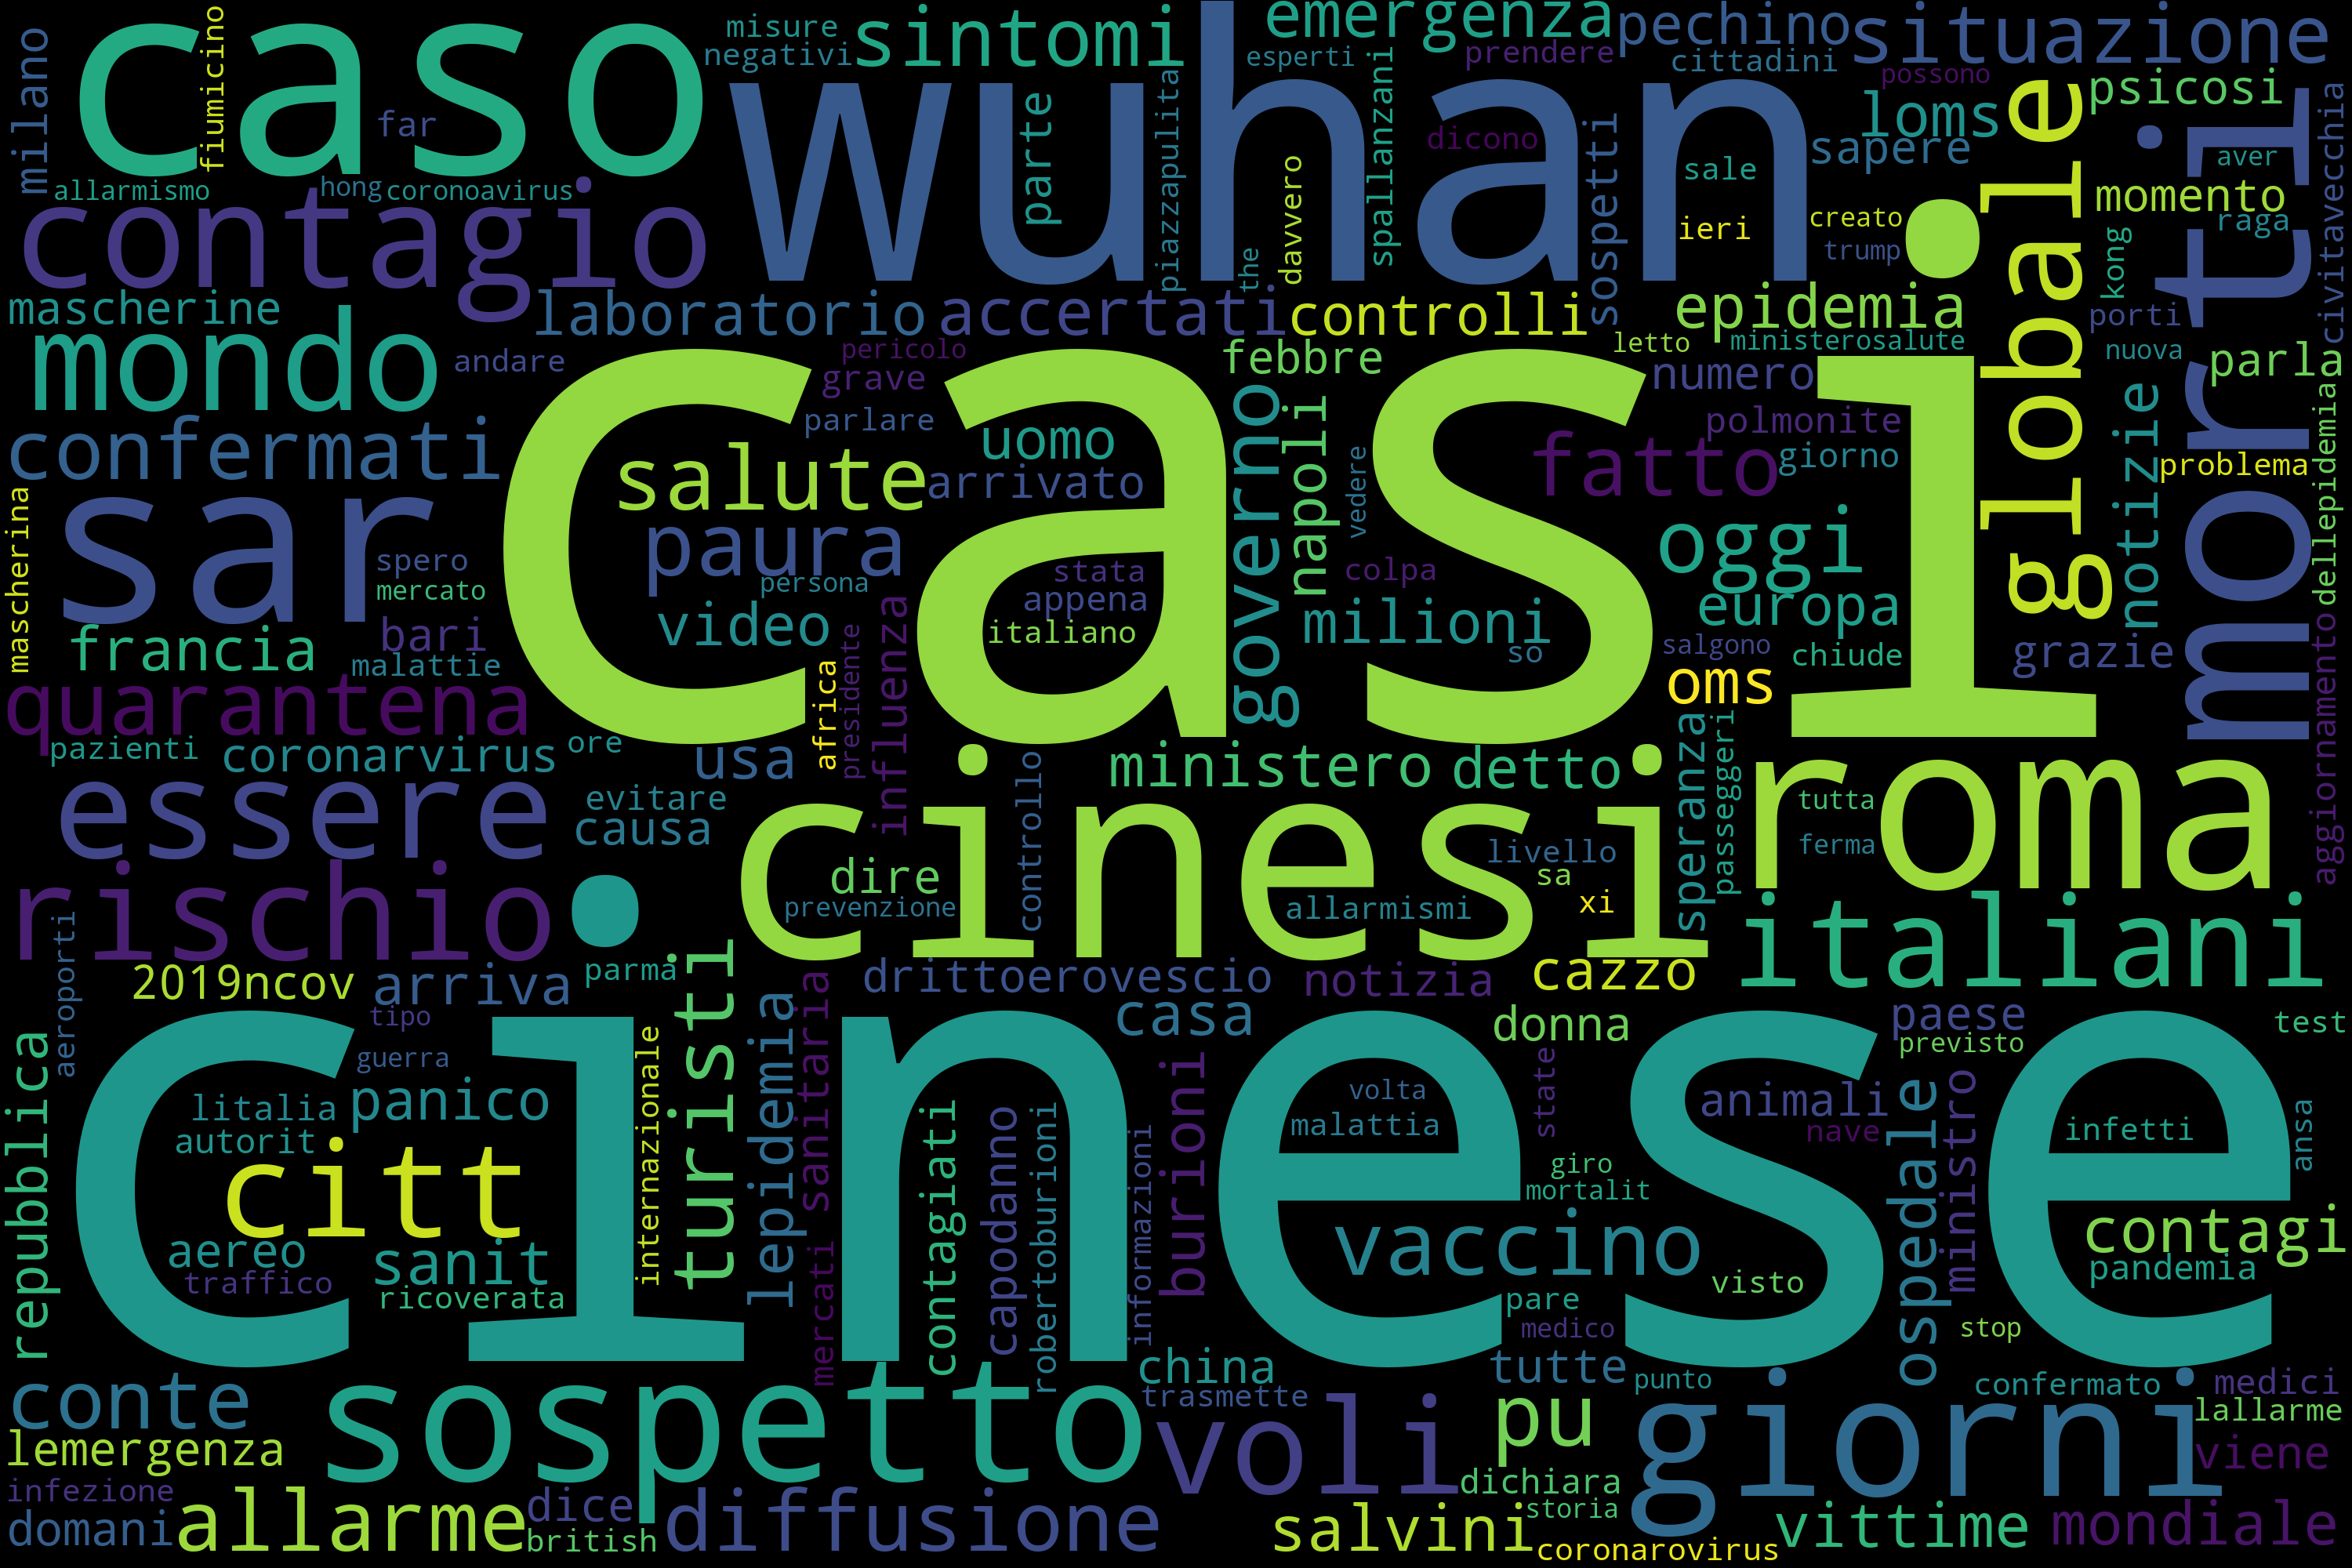 milano
caso
fiumicino
far
allarmismo
hong
coronoavirus
misure
negativi
sintomi
wuhan
parte
piazzapulita
emergenza
esperti
the
davvero
spallanzani
prendere
dicono
pechino
cittadini
sospetti
situazione
possono
loms
sapere
sale
ieri
creato
trump
globale
psicosi
morti
aver
momento
raga
kong
civitavecchia
contagio
mascherine
mondo
laboratorio
accertati
controlli
epidemia
letto
ministerosalute
porti
nuova
parla
andare
pericolo
grave
febbre
numero
casi
parlare
uomo
governo
napoli
polmonite
notizie
confermati
salute
arrivato
vedere
fatto
giorno
problema
dellepidemia
mascherina
sar
spero
mercato
paura
persona
stata
appena
italiano
colpa
oggi
video
influenza
milioni
europa
so
salgono
chiude
grazie
francia
bari
malattie
presidente
africa
oms
aggiornamento
quarantena
pazienti
coronarvirus
ore
usa
ministero
detto
speranza
passeggeri
roma
tutta
ferma
essere
evitare
causa
controllo
cinesi
dire
prevenzione
livello
sa
xi
allarmismi
rischio
italiani
aeroporti
2019ncov
arriva
parma
drittoerovescio
notizia
cazzo
tipo
guerra
internazionale
turisti
lepidemia
mercati
sanitaria
casa
donna
paese
previsto
test
repubblica
cinese
litalia
autorit
panico
citt
contagiati
capodanno
robertoburioni
informazioni
burioni
volta
malattia
state
animali
nave
ospedale
ministro
infetti
ansa
giro
mortalit
aereo
traffico
sanit
ricoverata
vaccino
visto
contagi
pandemia
pare
medico
stop
conte
sospetto
china
trasmette
tutte
punto
confermato
medici
lallarme
voli
pu
giorni
lemergenza
viene
infezione
domani
allarme
dice
british
diffusione
dichiara
storia
salvini
coronarovirus
vittime
mondiale